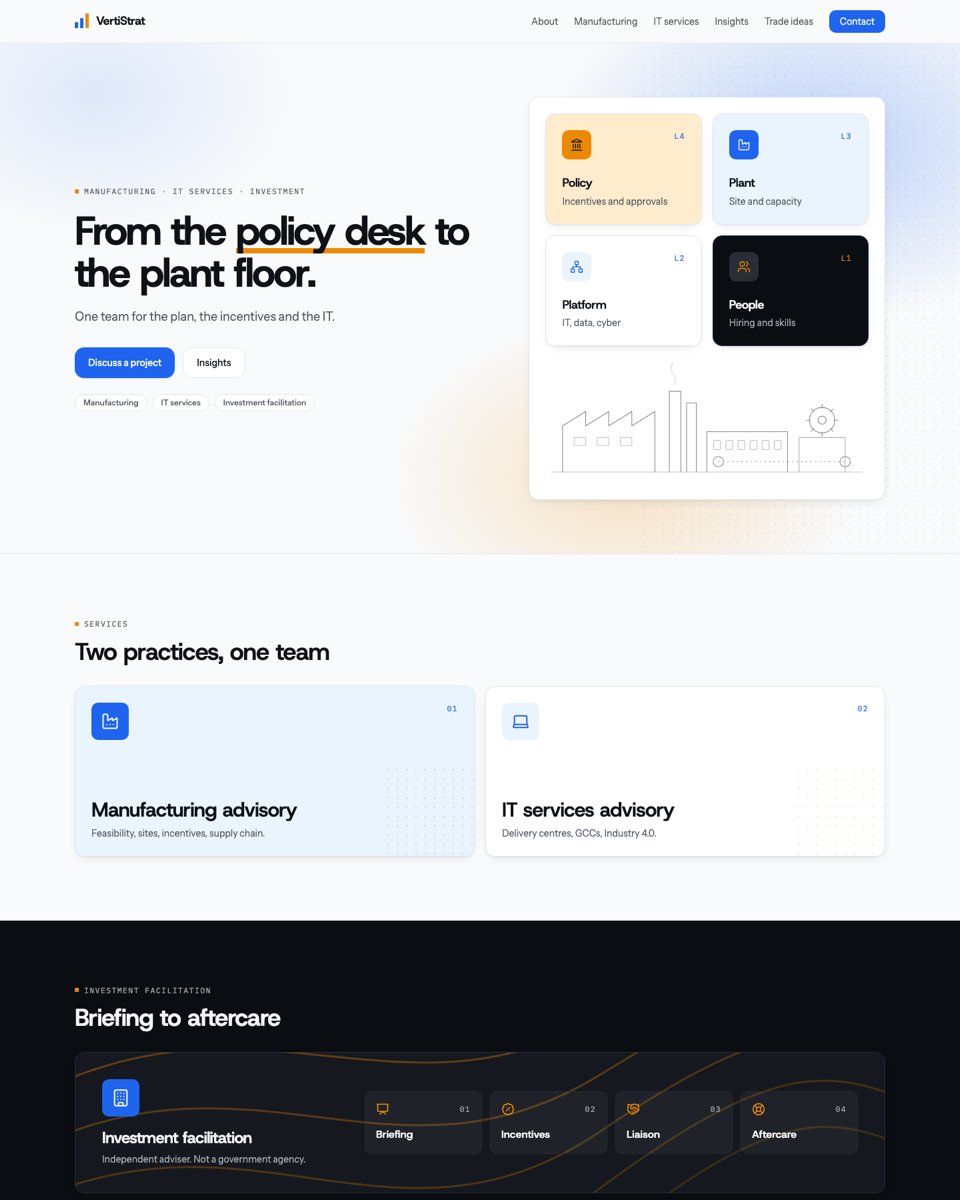 VertiStrat
About
Manufacturing
IT services
Insights
Trade ideas
Contact
MANUFACTURING · IT SERVICES · INVESTMENT
From the policy desk to
the plant floor.
One team for the plan, the incentives and the IT.
Discuss a project
Insights
Manufacturing
IT services
Investment facilitation
L4
Policy
Incentives and approvals
L3
Plant
Site and capacity
L2
Platform
IT, data, cyber
L1
People
Hiring and skills
SERVICES
Two practices, one team
01
Manufacturing advisory
Feasibility, sites, incentives, supply chain.
02
IT services advisory
Delivery centres, GCCs, Industry 4.0.
INVESTMENT FACILITATION
Briefing to aftercare
Investment facilitation
Independent adviser. Not a government agency.
01
Briefing
02
Incentives
03
Liaison
04
Aftercare